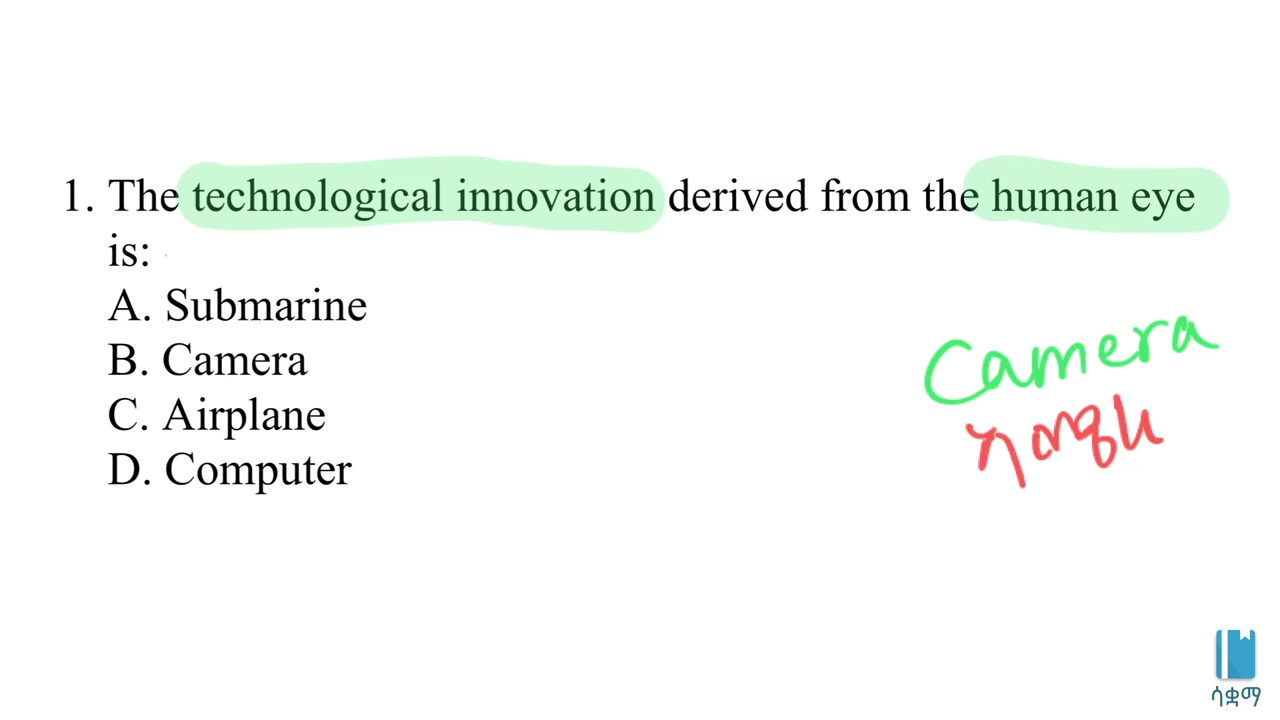 1. The technological innovation derived from the human eye
is:
A. Submarine
B. Camera
C. Airplane
D. Computer
Camera
ሳቋማ